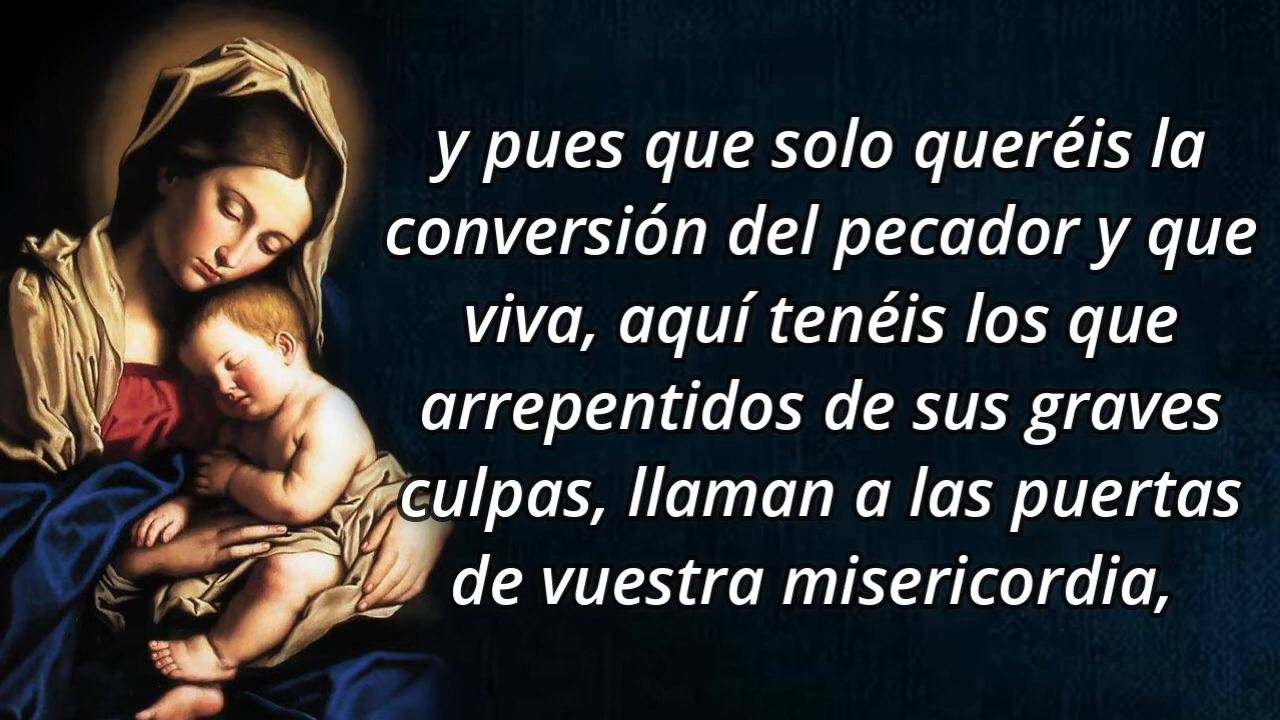 y pues que solo queréis la
conversión del pecador y que
viva, aquí tenéis los que
arrepentidos de sus graves
culpas, llaman a las puertas
de vuestra misericordia,